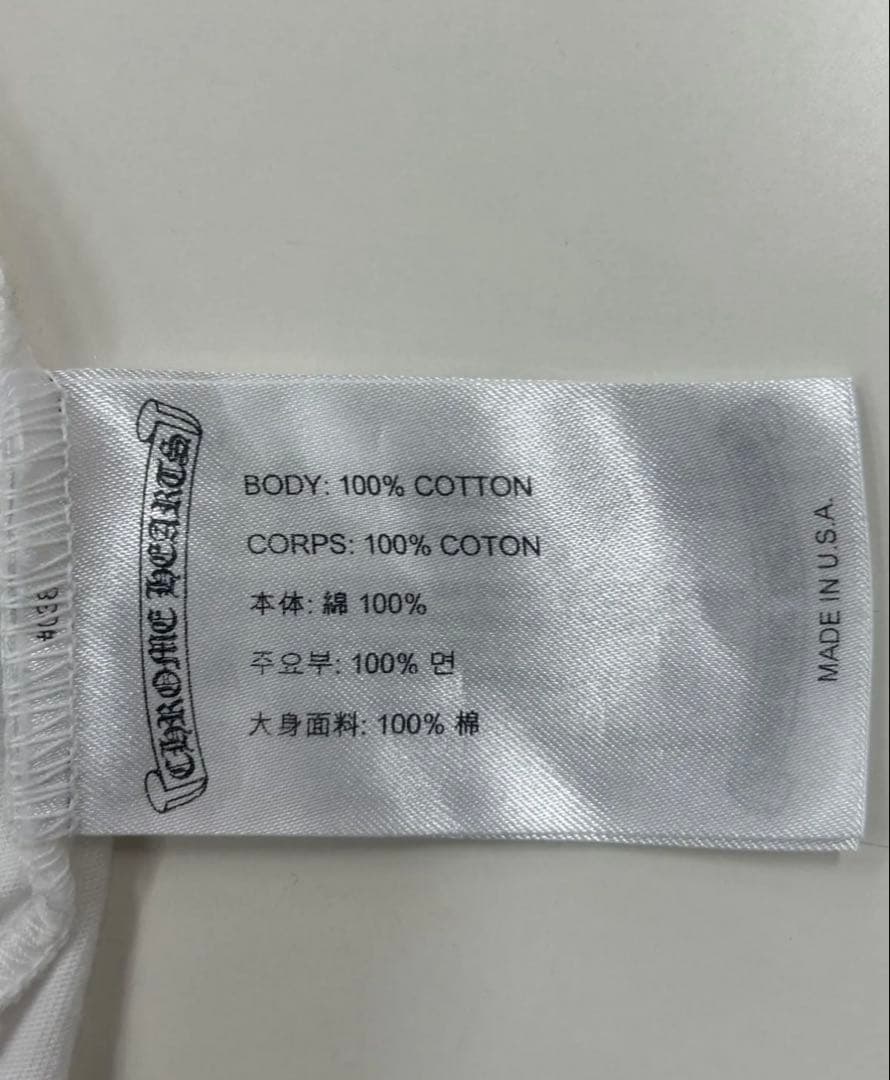 CHROME HEARTS
BODY: 100% COTTON
CORPS: 100% COTON
本体: 綿 100%
주요부: 100% 면
大身面料: 100% 棉
MADE IN U.S.A.